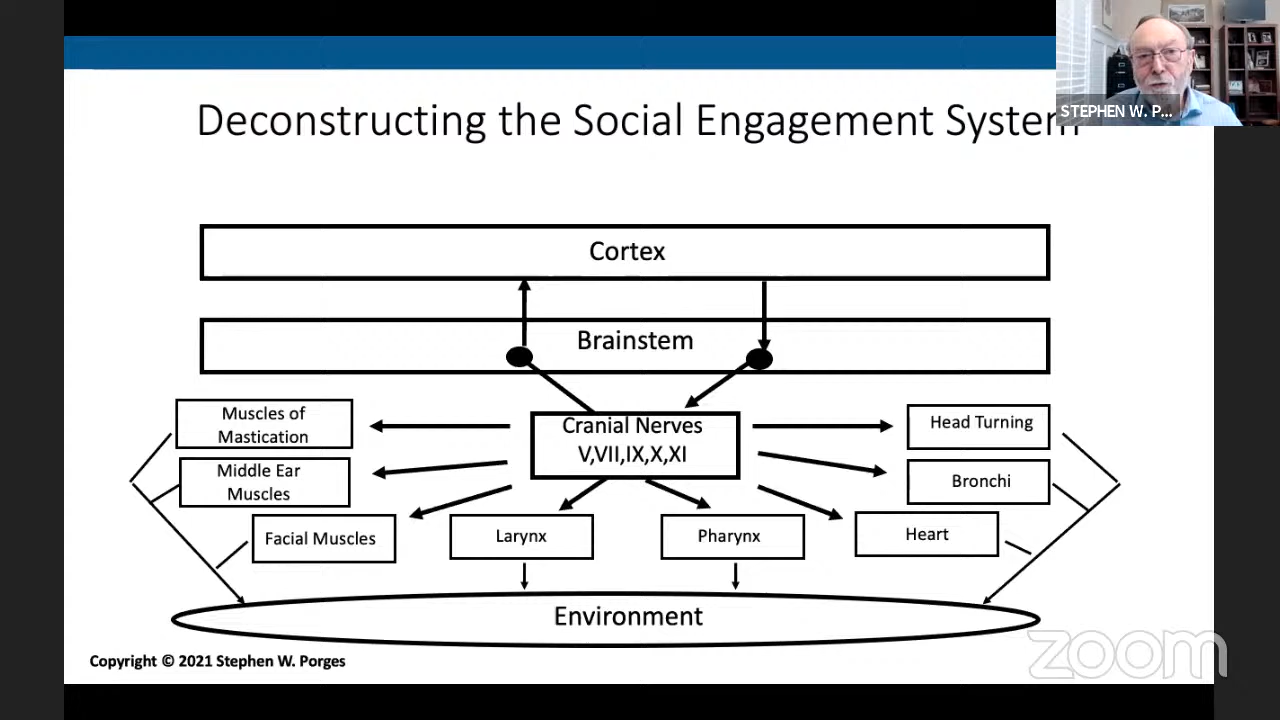 STEPHEN W. P...
Deconstructing the Social Engagement System
Cortex
Brainstem
Cranial Nerves
V,VII,IX,X,XI
Muscles of
Mastication
Middle Ear
Muscles
Facial Muscles
Larynx
Pharynx
Head Turning
Bronchi
Heart
Environment
Copyright © 2021 Stephen W. Porges
zoom